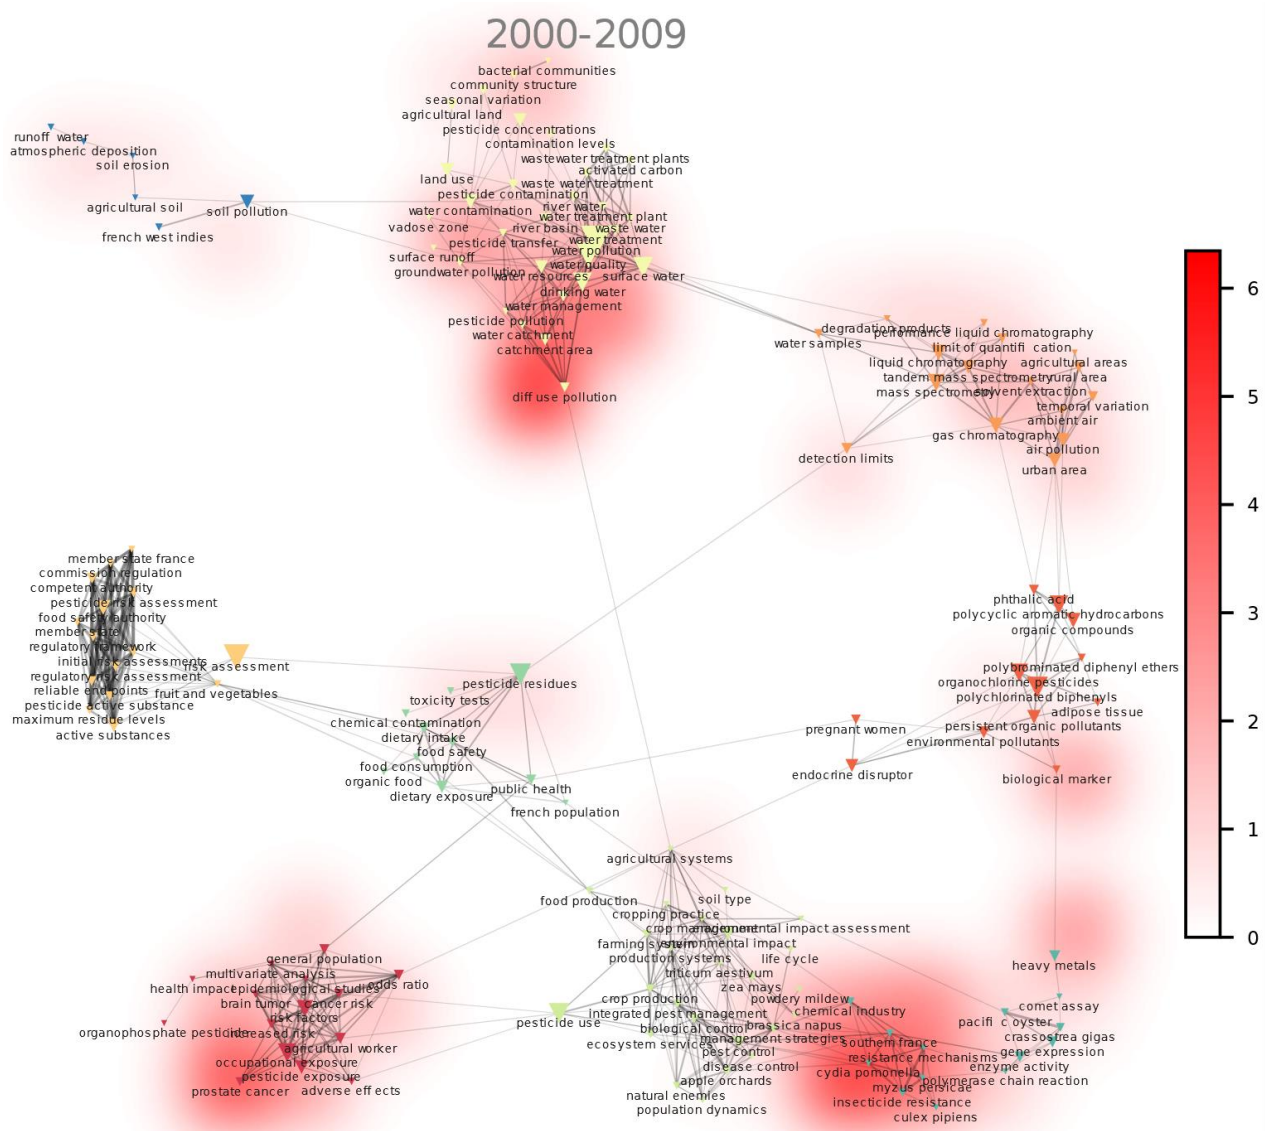 2000-2009
bacterial communities
community structure
seasonal variation
agricultural land
pesticide concentrations
contamination levels
waste water treatment plants
activated carbon
waste water treatment
land use
pesticide contamination
river water
water contamination
water treatment plant
vadose zone
river basin
waste water
pesticide transfer
water treatment
water pollution
surface runoff
water quality
groundwater pollution
water resources
surface water
drinking water
water management
pesticide pollution
water catchment
catchment area
diff use pollution
runoff water
atmospheric deposition
soil erosion
agricultural soil
soil pollution
french west indies
degradation products
performance liquid chromatography
water samples
limit of quantifi cation
liquid chromatography
agricultural areas
tandem mass spectrometry
rural area
mass spectrometry
solvent extraction
temporal variation
ambient air
gas chromatography
air pollution
detection limits
urban area
6
5
4
3
2
1
0
member state france
commission regulation
competent authority
pesticide risk assessment
food safety authority
member state
regulatory framework
initial risk assessments
risk assessment
regulatory risk assessment
reliable end points
fruit and vegetables
pesticide active substance
maximum residue levels
active substances
pesticide residues
toxicity tests
chemical contamination
dietary intake
food safety
food consumption
organic food
public health
dietary exposure
french population
phthalic acid
polycyclic aromatic hydrocarbons
organic compounds
polybrominated diphenyl ethers
organochlorine pesticides
polychlorinated biphenyls
adipose tissue
persistent organic pollutants
pregnant women
environmental pollutants
endocrine disruptor
biological marker
agricultural systems
food production
soil type
cropping practice
crop management
environmental impact assessment
farming system
environmental impact
production systems
life cycle
triticum aestivum
zea mays
crop production
powdery mildew
integrated pest management
chemical industry
pesticide use
biological control
brassica napus
ecosystem services
management strategies
southern france
pest control
resistance mechanisms
disease control
cydia pomonella
apple orchards
myzus persicae
polymerase chain reaction
natural enemies
insecticide resistance
population dynamics
culex pipiens
heavy metals
comet assay
pacifi c oyster
crassostrea gigas
gene expression
enzyme activity
general population
multivariate analysis
health impact
epidemiological studies
odds ratio
brain tumor
cancer risk
risk factors
organophosphate pesticide
increased risk
agricultural worker
occupational exposure
pesticide exposure
prostate cancer
adverse eff ects